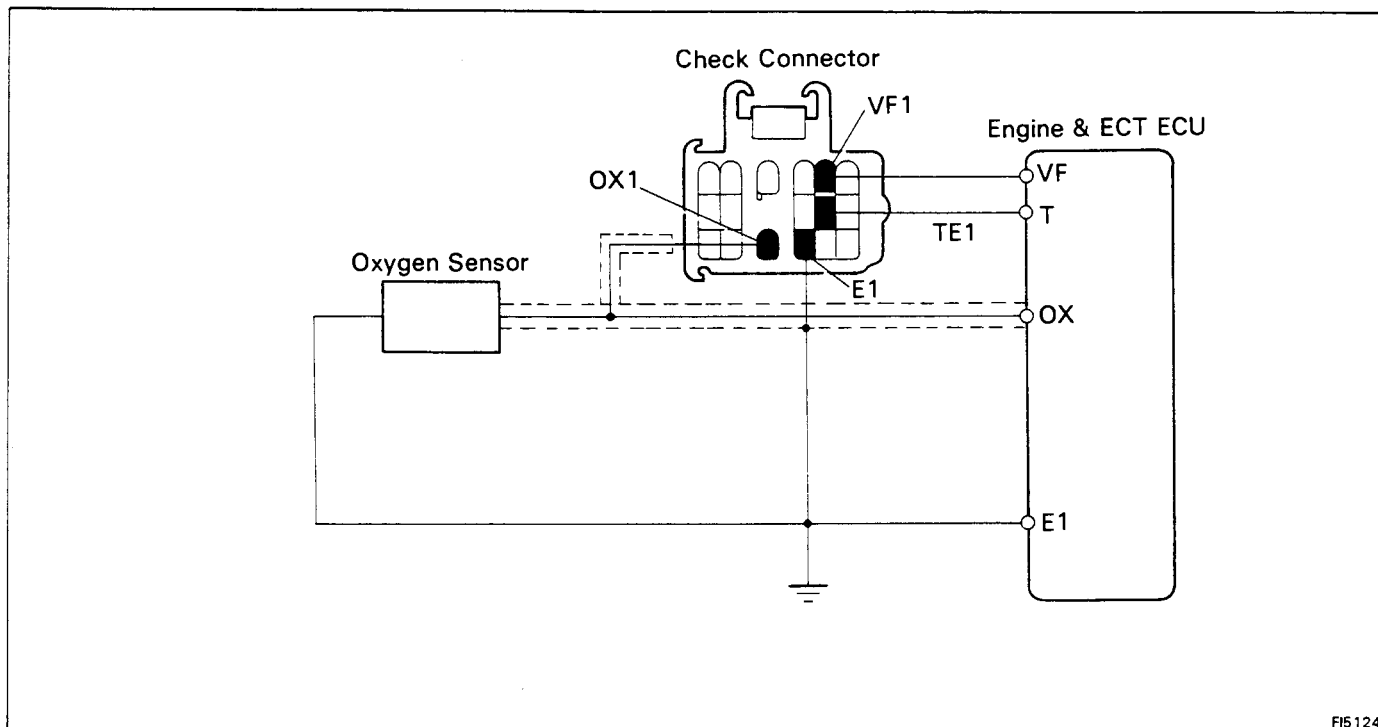 Check Connector
VF1
Engine & ECT ECU
OX1
VF
T
TE1
Oxygen Sensor
E1
OX
E1
FI5124